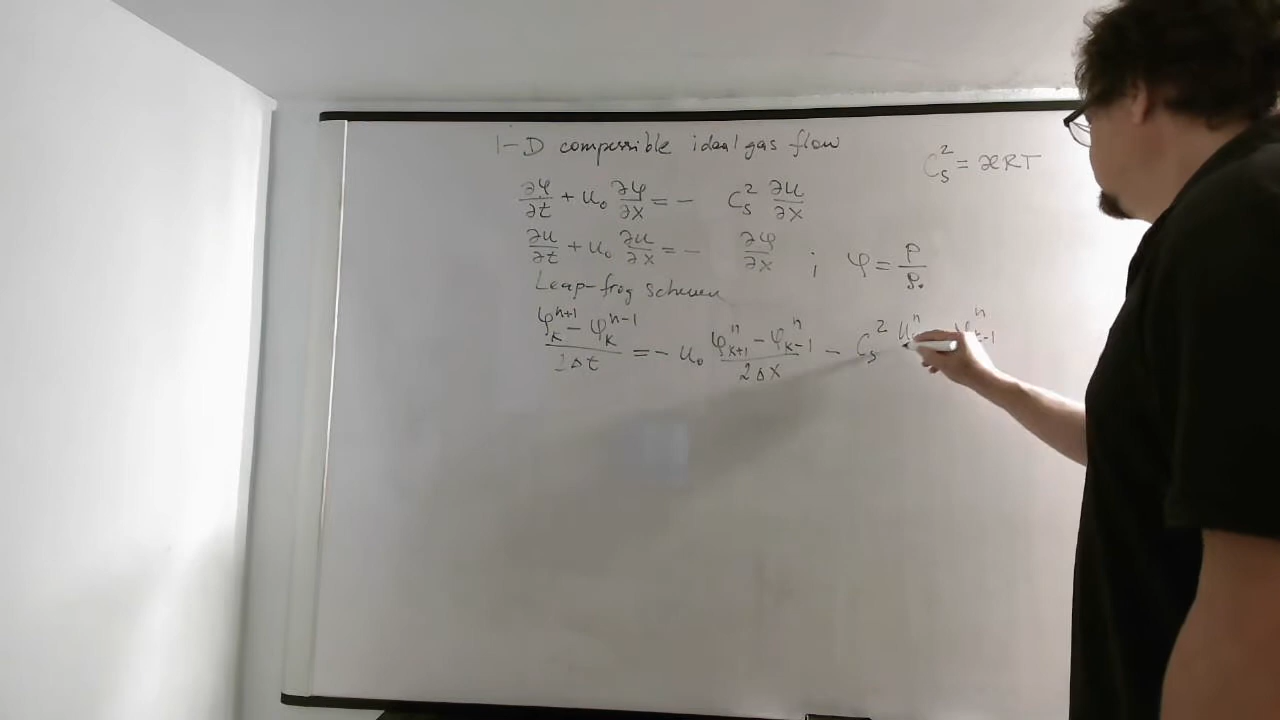 1-D compessible ideal gas flow
C_s^2 = æRT
∂φ/∂t + u_0 ∂φ/∂x = - C_s^2 ∂u/∂x
∂u/∂t + u_0 ∂u/∂x = - ∂φ/∂x ; φ = P/ρ_0
Leap-frog scheme
(φ_k^{n+1} - φ_k^{n-1})/(2Δt) = - u_0 (φ_{k+1}^n - φ_{k-1}^n)/(2Δx) - C_s^2 u^n